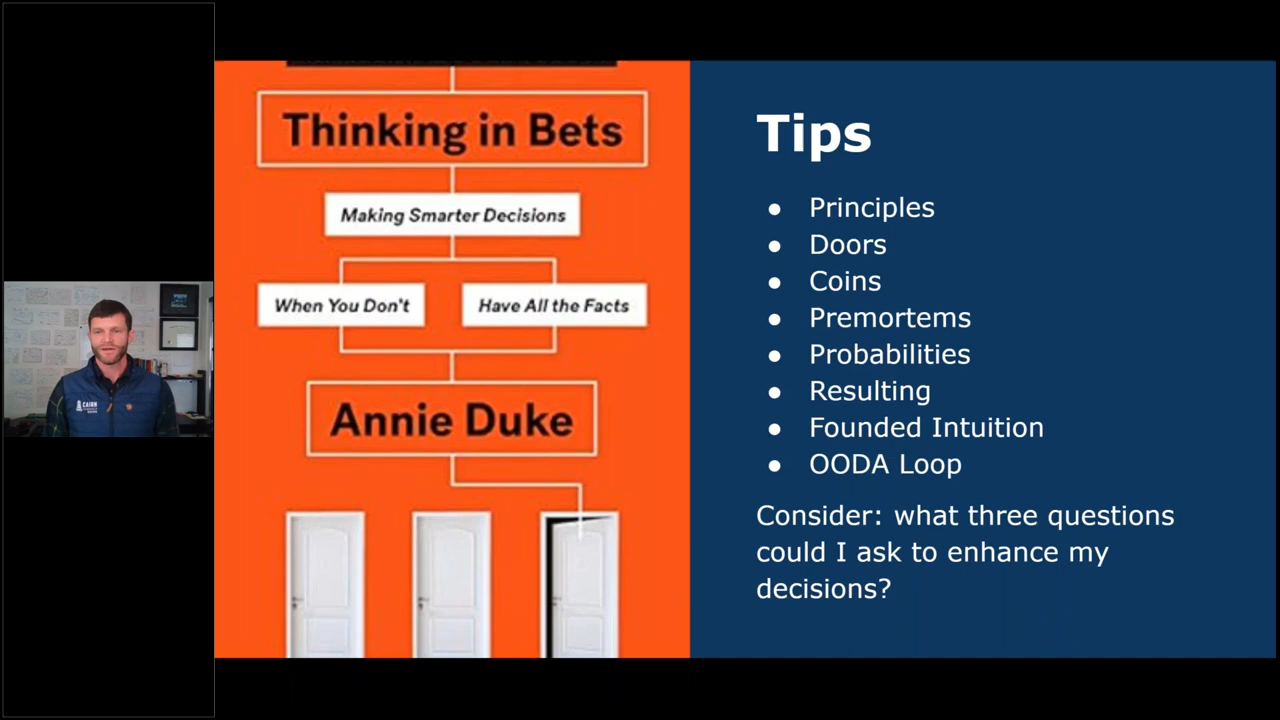 CAIRN
Thinking in Bets
Making Smarter Decisions
When You Don't
Have All the Facts
Annie Duke
Tips
• Principles
• Doors
• Coins
• Premortems
• Probabilities
• Resulting
• Founded Intuition
• OODA Loop
Consider: what three questions
could I ask to enhance my
decisions?